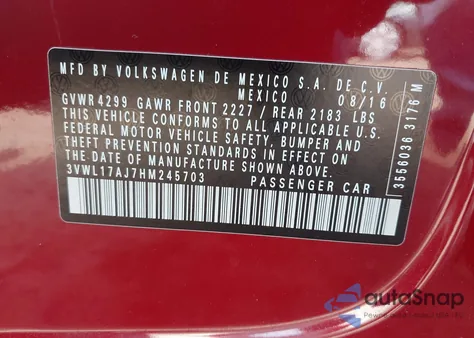 MFD BY VOLKSWAGEN DE MEXICO S.A. DE C.V.
MEXICO 08/16
GVWR4299 GAWR FRONT 2227 / REAR 2183 LBS
THIS VEHICLE CONFORMS TO ALL APPLICABLE U.S.
FEDERAL MOTOR VEHICLE SAFETY, BUMPER AND
THEFT PREVENTION STANDARDS IN EFFECT ON
THE DATE OF MANUFACTURE SHOWN ABOVE.
3VWL17AJ7HM245703 PASSENGER CAR
3556036 3176 M
autoSnap